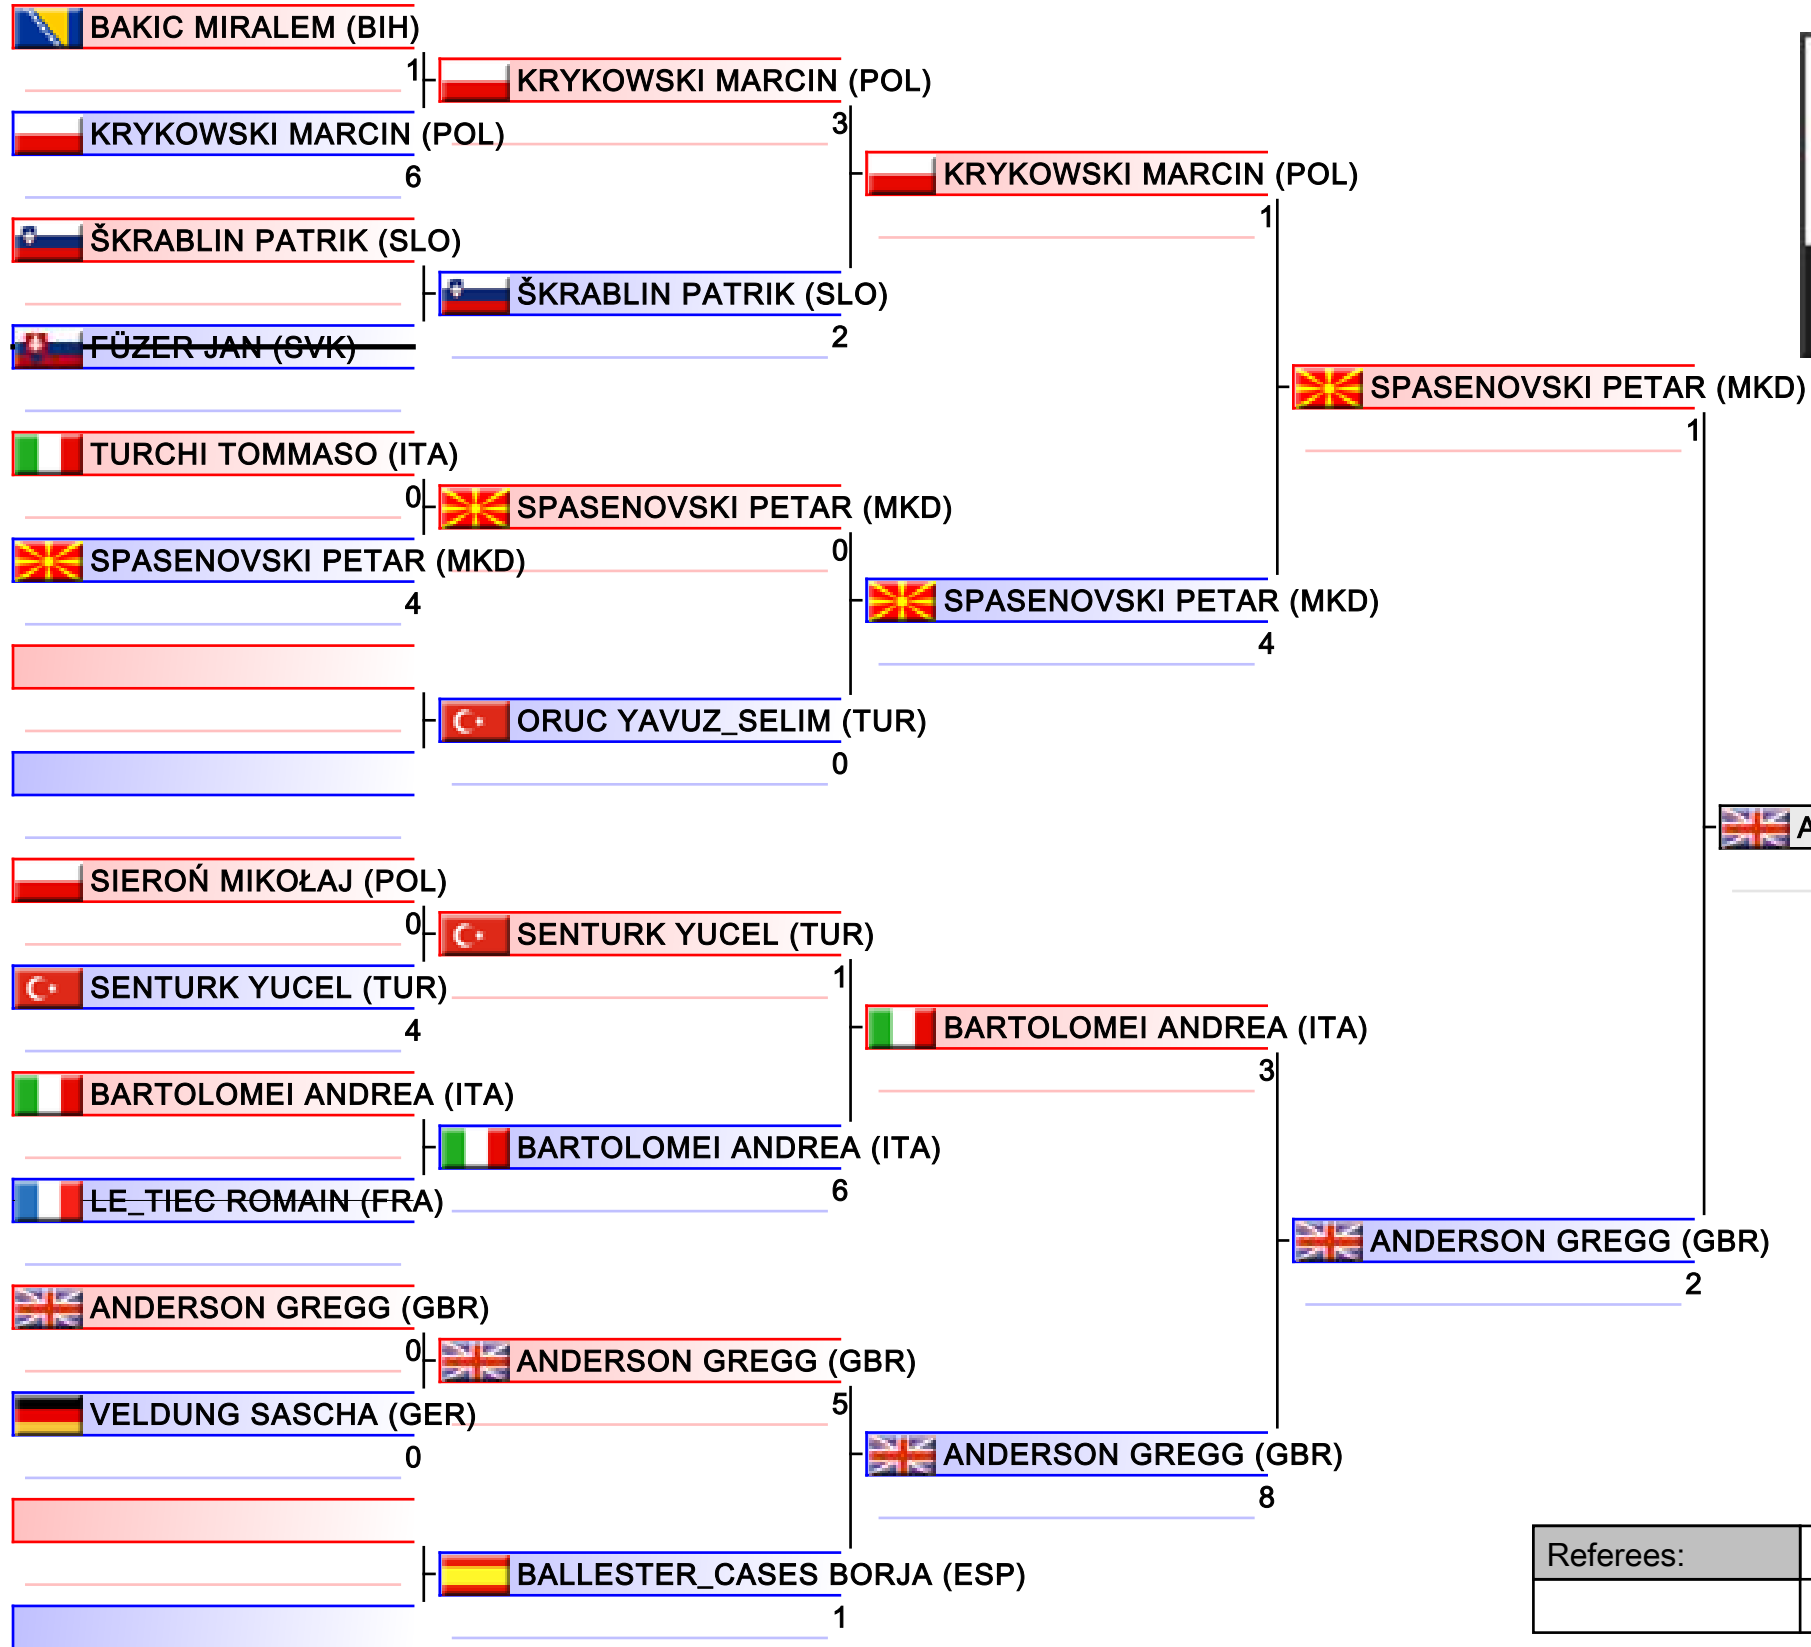 BAKIC MIRALEM (BIH)
1
KRYKOWSKI MARCIN (POL)
KRYKOWSKI MARCIN (POL)
3
6
KRYKOWSKI MARCIN (POL)
1
ŠKRABLIN PATRIK (SLO)
ŠKRABLIN PATRIK (SLO)
2
FÜZER JAN (SVK)
SPASENOVSKI PETAR (MKD)
1
TURCHI TOMMASO (ITA)
0
SPASENOVSKI PETAR (MKD)
0
SPASENOVSKI PETAR (MKD)
4
SPASENOVSKI PETAR (MKD)
4
ORUC YAVUZ_SELIM (TUR)
0
A
SIEROŃ MIKOŁAJ (POL)
0
SENTURK YUCEL (TUR)
1
SENTURK YUCEL (TUR)
4
BARTOLOMEI ANDREA (ITA)
3
BARTOLOMEI ANDREA (ITA)
BARTOLOMEI ANDREA (ITA)
6
LE_TIEC ROMAIN (FRA)
ANDERSON GREGG (GBR)
2
ANDERSON GREGG (GBR)
0
ANDERSON GREGG (GBR)
5
VELDUNG SASCHA (GER)
0
ANDERSON GREGG (GBR)
8
BALLESTER_CASES BORJA (ESP)
1
Referees: